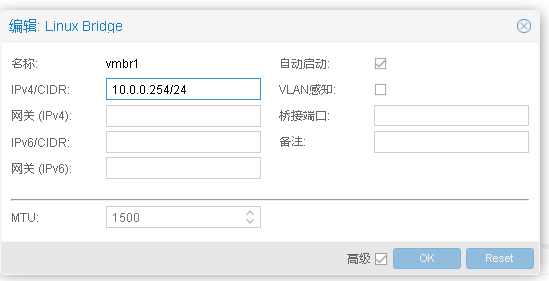 编辑: Linux Bridge
名称: vmbr1 自动启动:
IPv4/CIDR: 10.0.0.254/24 VLAN感知:
网关 (IPv4): 桥接端口:
IPv6/CIDR: 备注:
网关 (IPv6):
MTU: 1500
高级 OK Reset